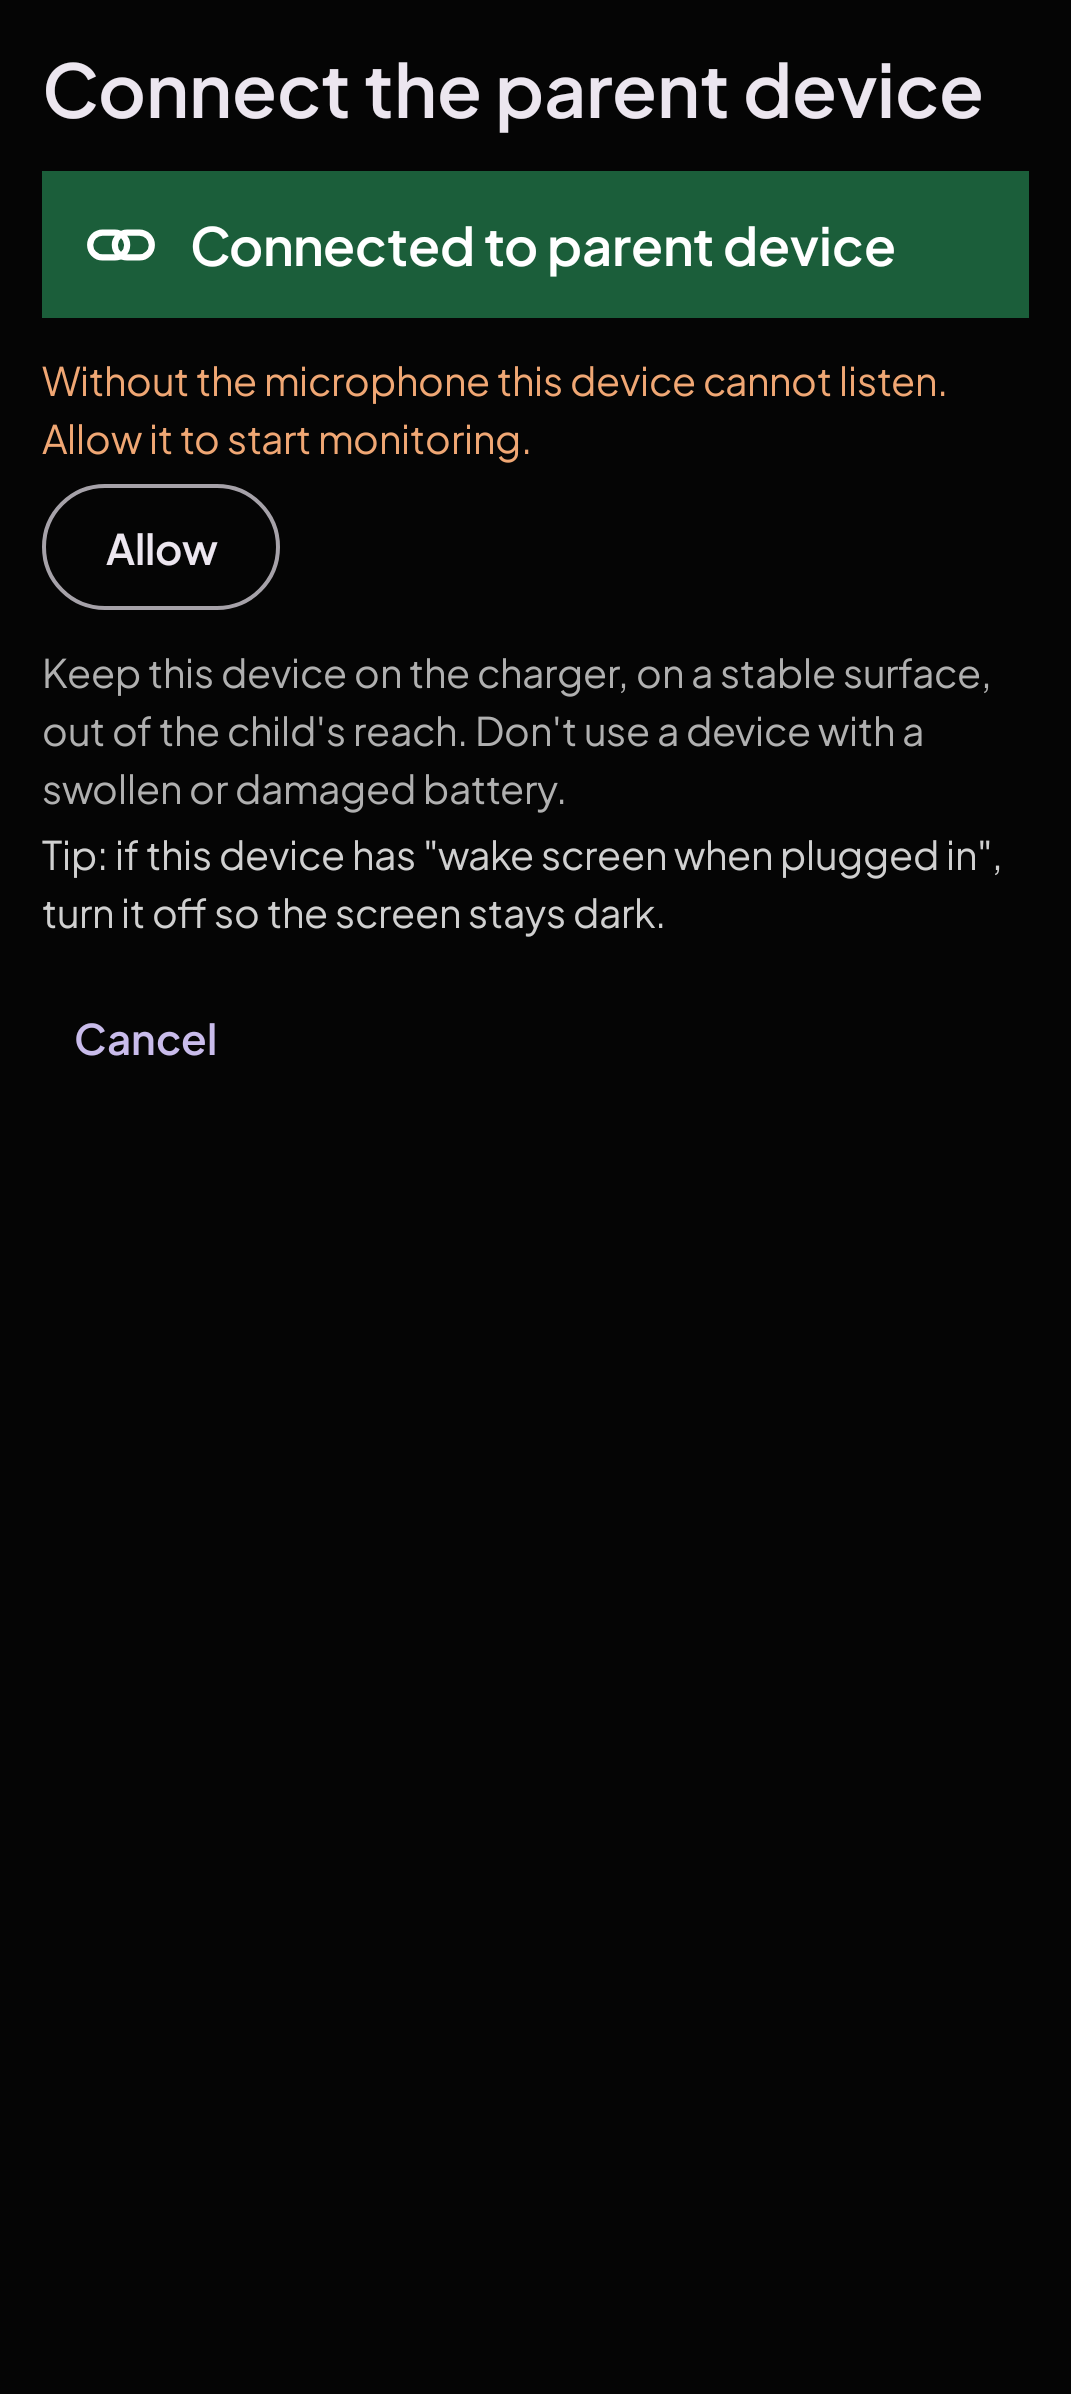 Connect the parent device
Connected to parent device
Without the microphone this device cannot listen.
Allow it to start monitoring.
Allow
Keep this device on the charger, on a stable surface,
out of the child's reach. Don't use a device with a
swollen or damaged battery.
Tip: if this device has "wake screen when plugged in",
turn it off so the screen stays dark.
Cancel